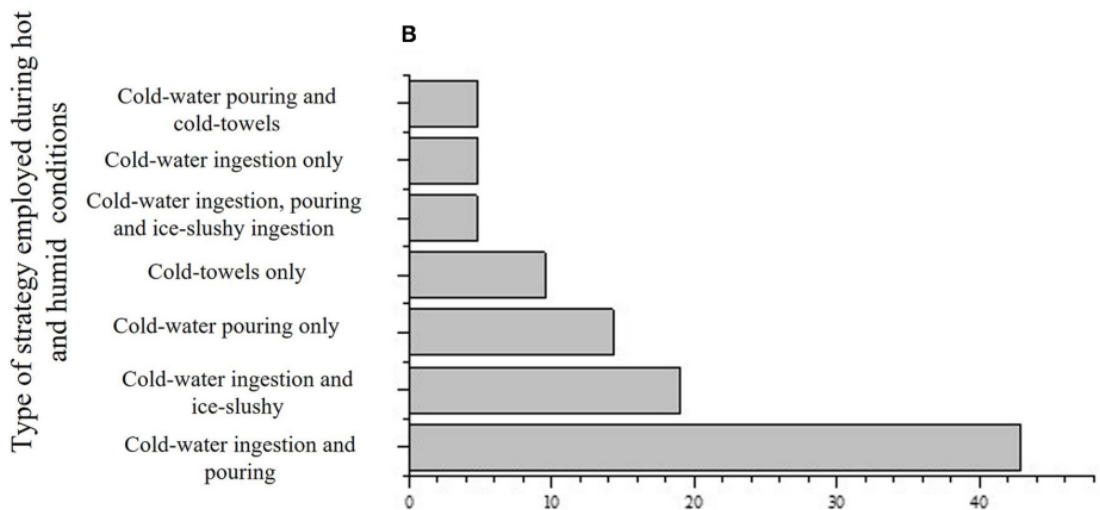 B
Type of strategy employed during hot
and humid conditions
Cold-water pouring and
cold-towels
Cold-water ingestion only
Cold-water ingestion, pouring
and ice-slushy ingestion
Cold-towels only
Cold-water pouring only
Cold-water ingestion and
ice-slushy
Cold-water ingestion and
pouring
0 10 20 30 40